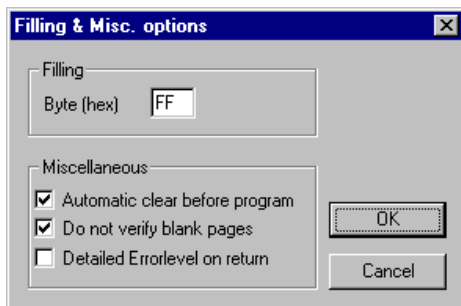 Filling & Misc. options
Filling
Byte (hex) FF
Miscellaneous
Automatic clear before program
Do not verify blank pages
Detailed Errorlevel on return
OK
Cancel